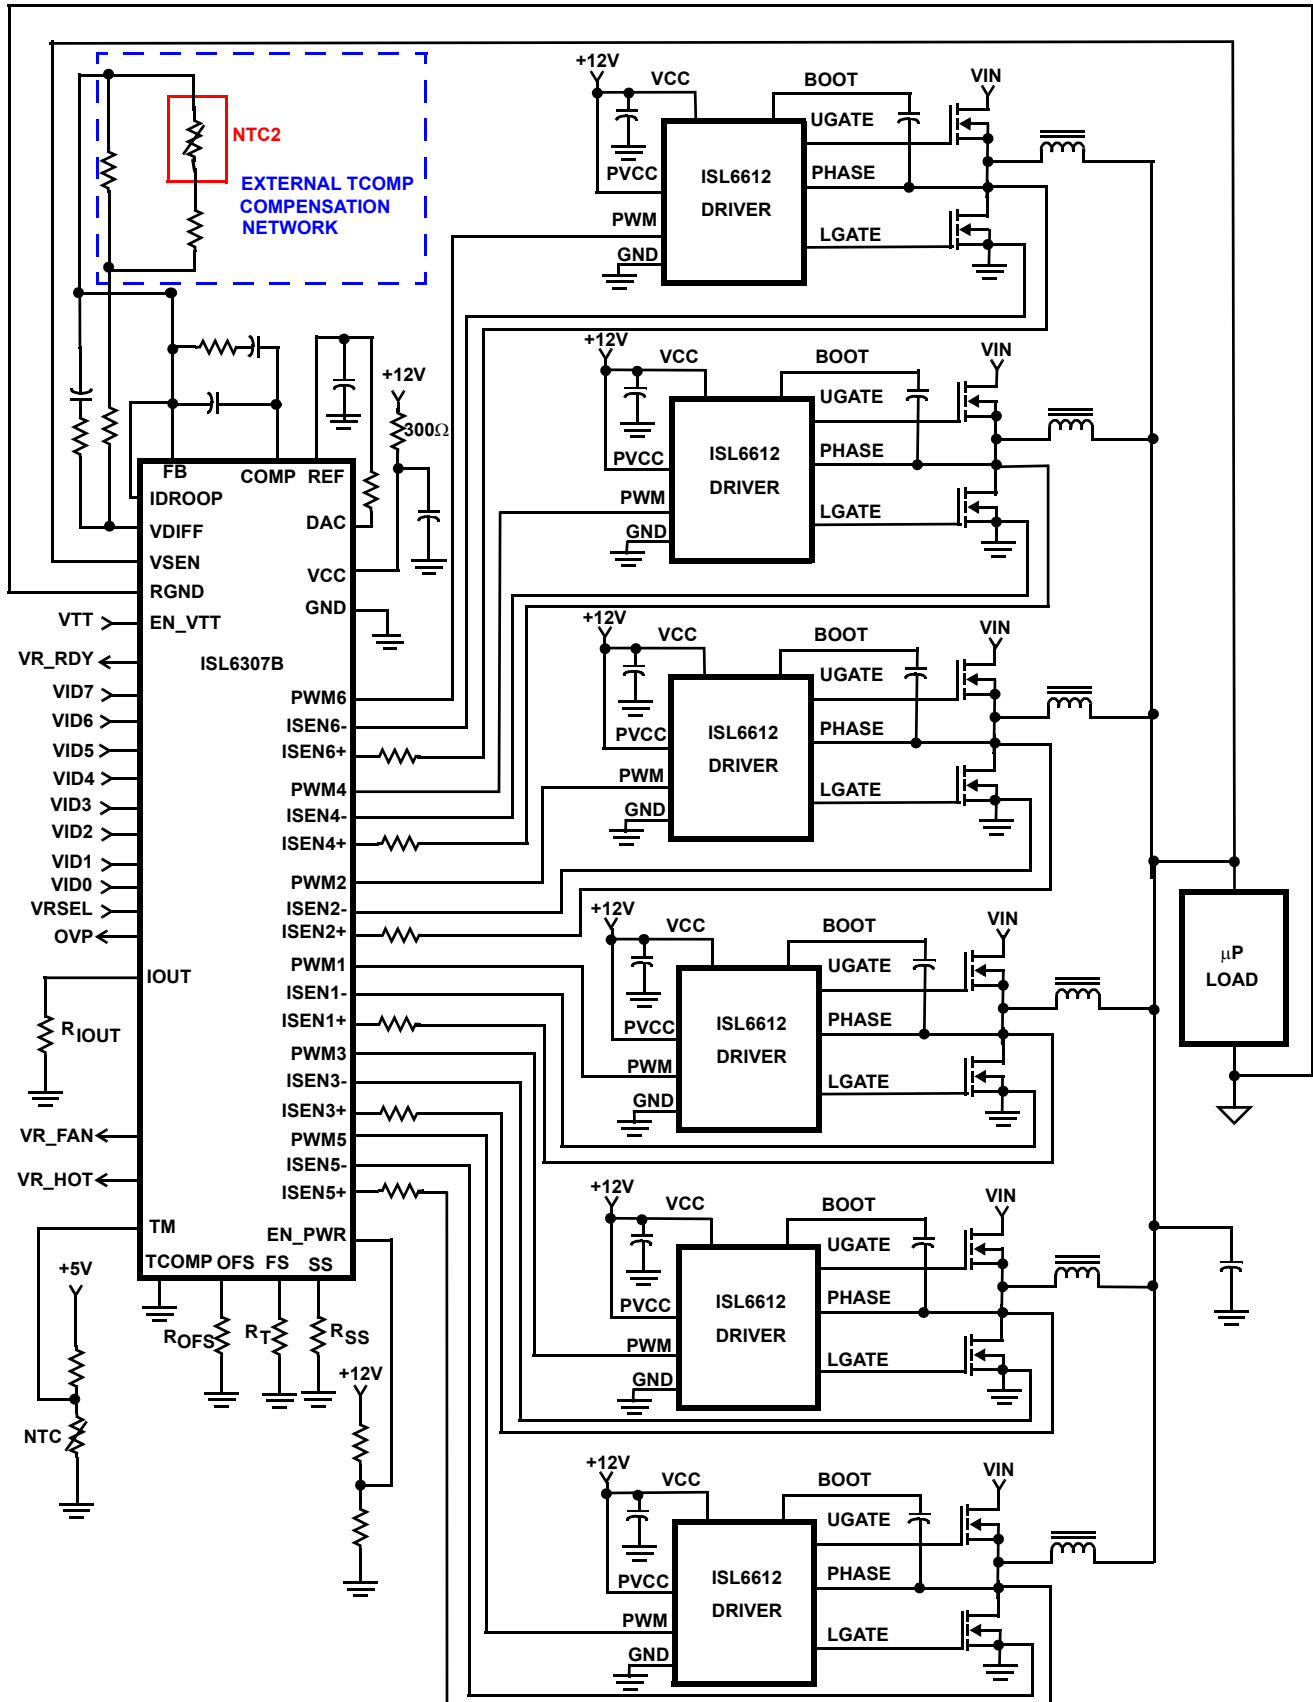 NTC2
EXTERNAL TCOMP
COMPENSATION
NETWORK
+12V
300Ω
FB
COMP
REF
IDROOP
VDIFF
DAC
VSEN
VCC
RGND
GND
VTT
EN_VTT
VR_RDY
ISL6307B
VID7
VID6
VID5
VID4
VID3
VID2
VID1
VID0
VRSEL
OVP
IOUT
RIOUT
VR_FAN
VR_HOT
TM
PWM6
ISEN6-
ISEN6+
PWM4
ISEN4-
ISEN4+
PWM2
ISEN2-
ISEN2+
PWM1
ISEN1-
ISEN1+
PWM3
ISEN3-
ISEN3+
PWM5
ISEN5-
ISEN5+
EN_PWR
TCOMP
OFS
FS
SS
+5V
ROFS
RT
RSS
+12V
NTC
+12V
VCC
BOOT
VIN
UGATE
PVCC
ISL6612
DRIVER
PHASE
PWM
LGATE
GND
+12V
VCC
BOOT
VIN
UGATE
PVCC
ISL6612
DRIVER
PHASE
PWM
LGATE
GND
+12V
VCC
BOOT
VIN
UGATE
PVCC
ISL6612
DRIVER
PHASE
PWM
LGATE
GND
+12V
VCC
BOOT
VIN
UGATE
PVCC
ISL6612
DRIVER
PHASE
PWM
LGATE
GND
+12V
VCC
BOOT
VIN
UGATE
PVCC
ISL6612
DRIVER
PHASE
PWM
LGATE
GND
+12V
VCC
BOOT
VIN
UGATE
PVCC
ISL6612
DRIVER
PHASE
PWM
LGATE
GND
μP
LOAD